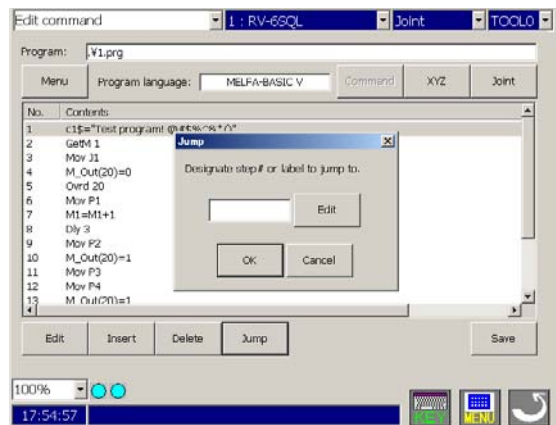 Edit command 1 : RV-6SQL Joint TOOL0
Program: .¥1.prg
Menu Program language: MELFA-BASIC V Command XYZ Joint
No. Contents
1 c1$="Test program!
2 GetM 1
3 Mov J1
4 M_Out(20)=0
5 Ovrd 20
6 Mov P1
7 M1=M1+1
8 Dly 3
9 Mov P2
10 M_Out(20)=1
11 Mov P3
12 Mov P4
13 M_Out(20)=1
Jump
Designate step# or label to jump to.
Edit
OK Cancel
Edit Insert Delete Jump Save
100%
17:54:57 KEY MENU